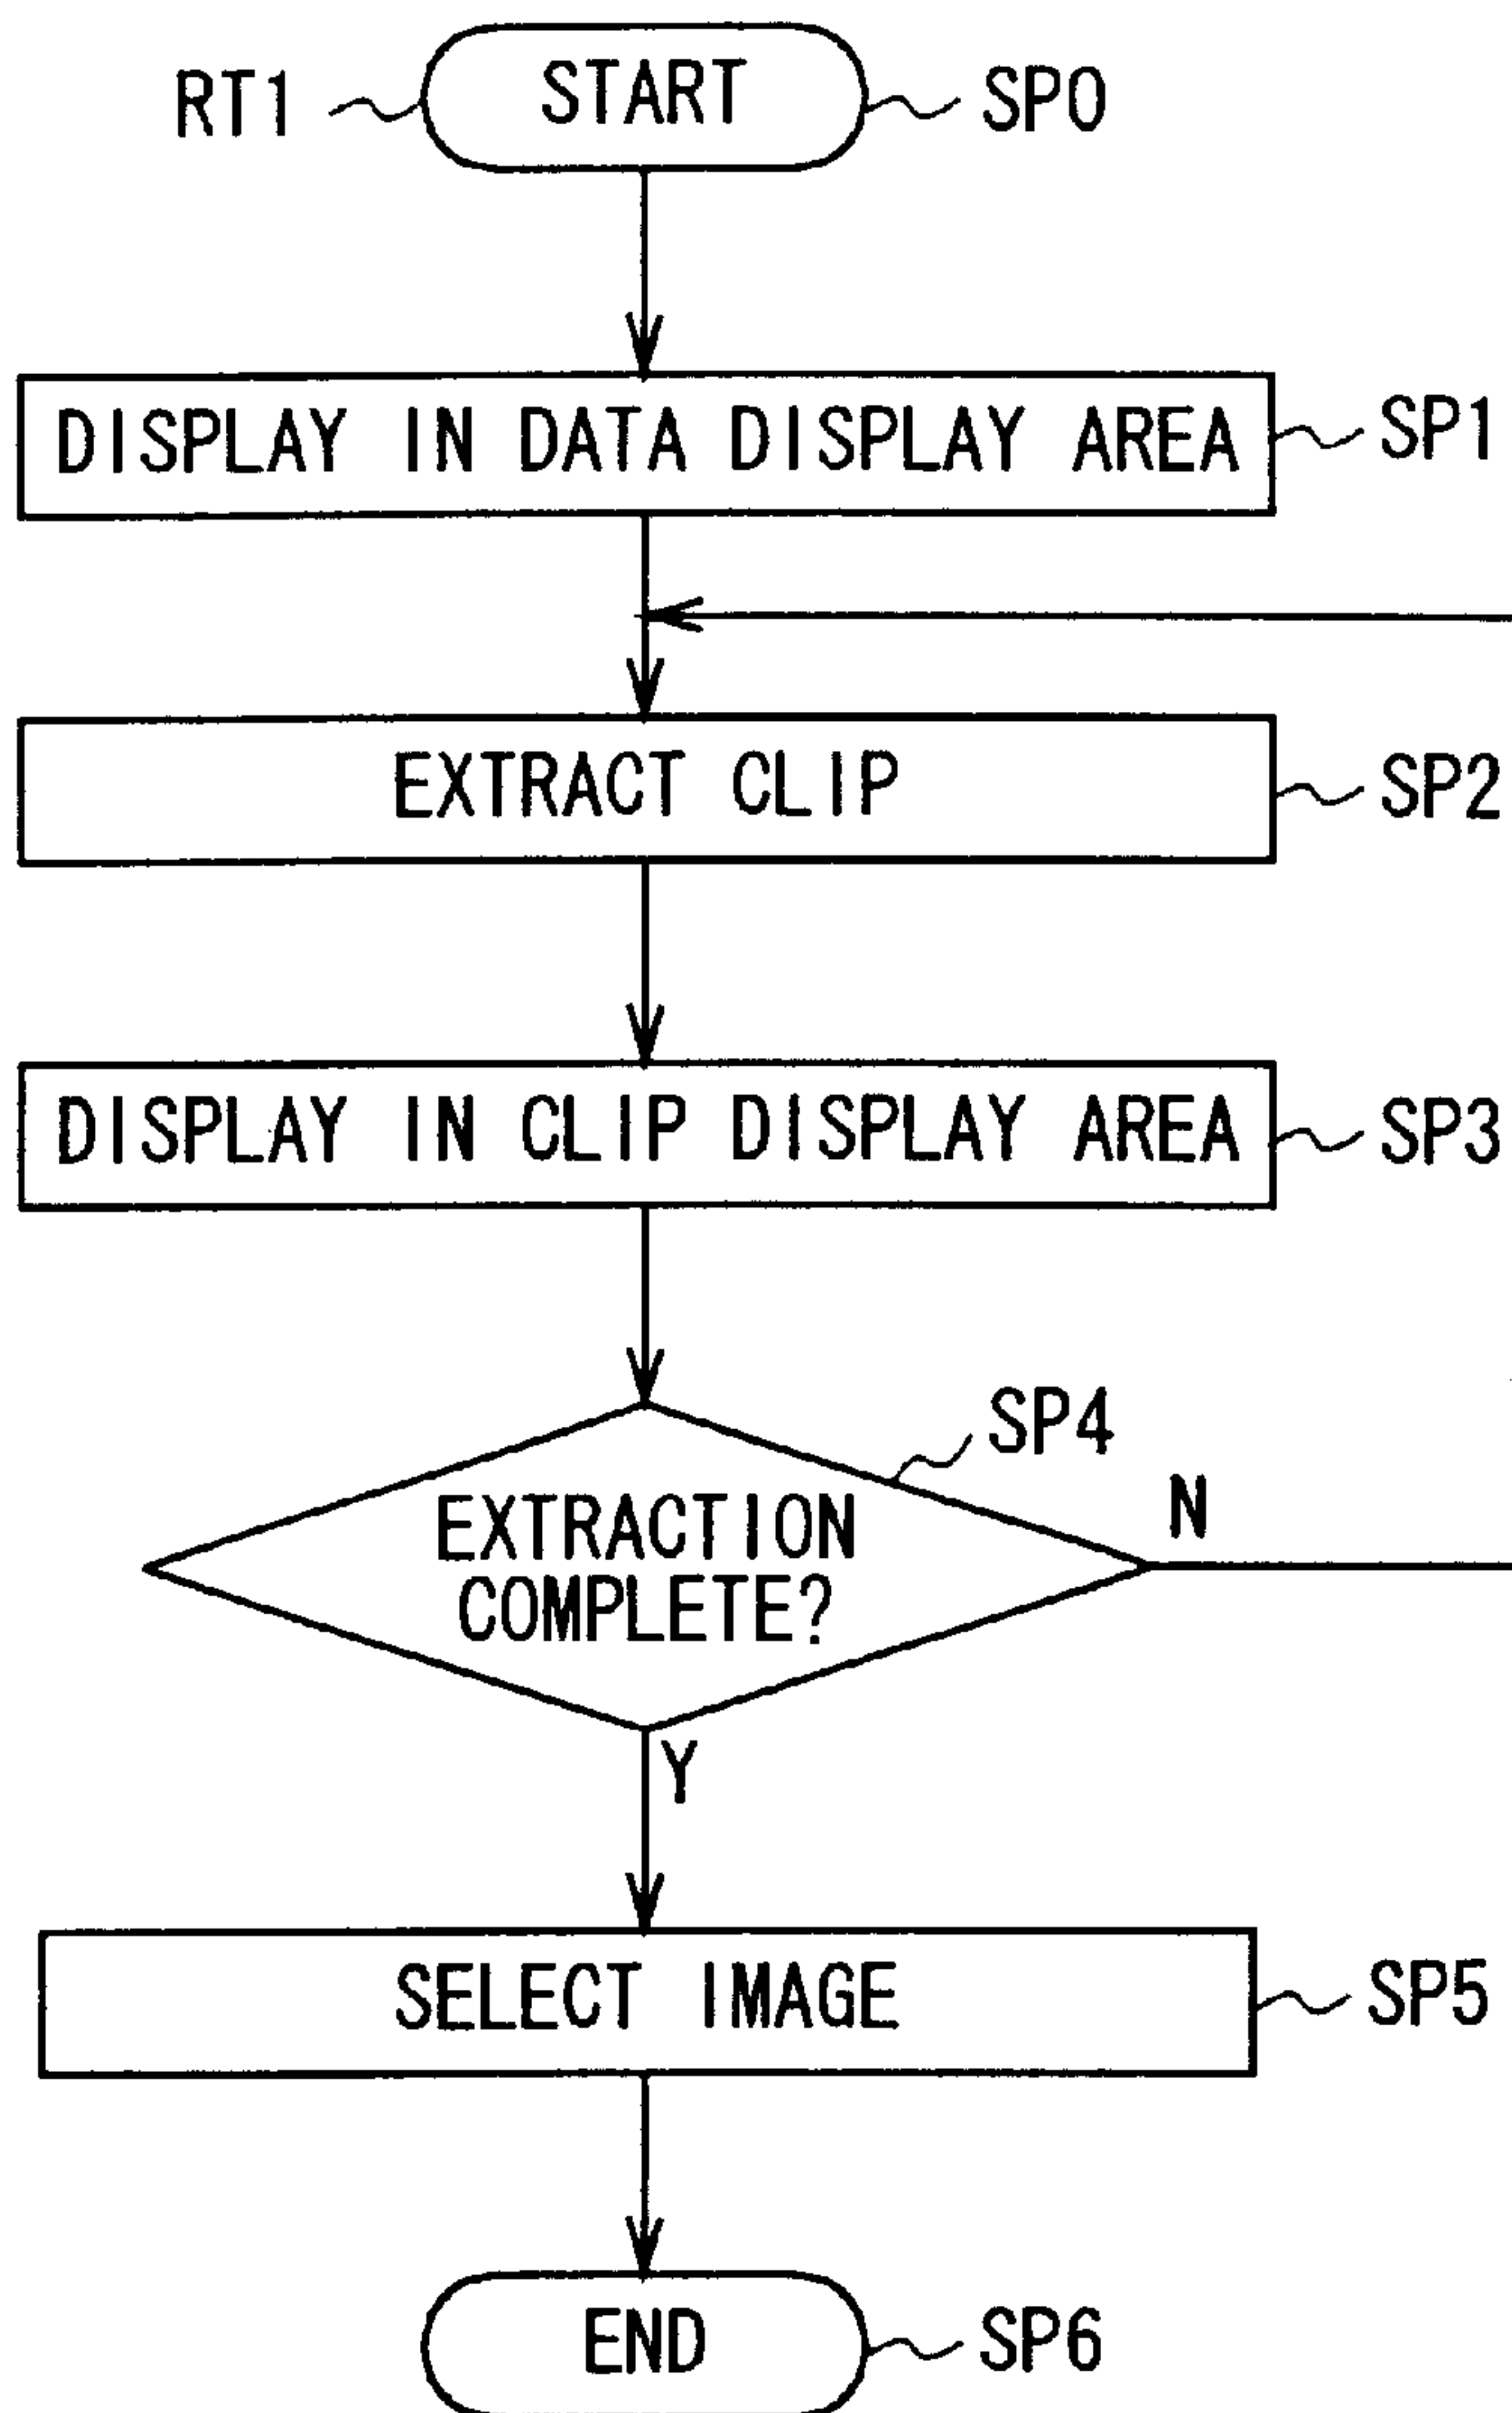 RT1
START
SP0
DISPLAY IN DATA DISPLAY AREA
SP1
EXTRACT CLIP
SP2
DISPLAY IN CLIP DISPLAY AREA
SP3
SP4
EXTRACTION
COMPLETE?
N
Y
SELECT IMAGE
SP5
END
SP6